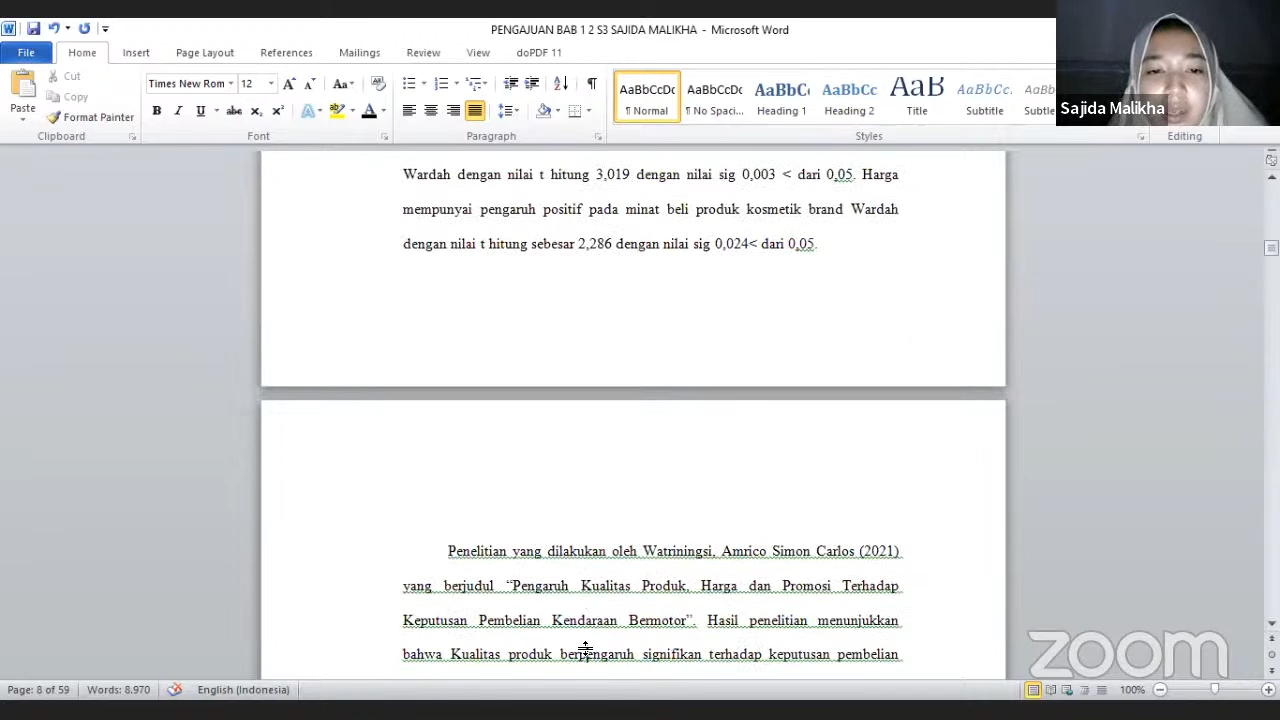 PENGAJUAN BAB 1 2 S3 SAJIDA MALIKHA - Microsoft Word
File Home Insert Page Layout References Mailings Review View doPDF 11
Paste
Cut
Copy
Format Painter
Clipboard
Times New Rom 12
Font
Paragraph
AaBbCcDc AaBbCcDc AaBbC AaBbCc AaB AaBbCc. AaBb
¶ Normal ¶ No Spaci... Heading 1 Heading 2 Title Subtitle Subtle
Styles
Editing
Sajida Malikha
Wardah dengan nilai t hitung 3,019 dengan nilai sig 0,003 < dari 0,05. Harga
mempunyai pengaruh positif pada minat beli produk kosmetik brand Wardah
dengan nilai t hitung sebesar 2,286 dengan nilai sig 0,024< dari 0,05.
Penelitian yang dilakukan oleh Watriningsi, Amrico Simon Carlos (2021)
yang berjudul “Pengaruh Kualitas Produk, Harga dan Promosi Terhadap
Keputusan Pembelian Kendaraan Bermotor” Hasil penelitian menunjukkan
bahwa Kualitas produk berpengaruh signifikan terhadap keputusan pembelian
zoom
Page: 8 of 59 Words: 8.970 English (Indonesia) 100%